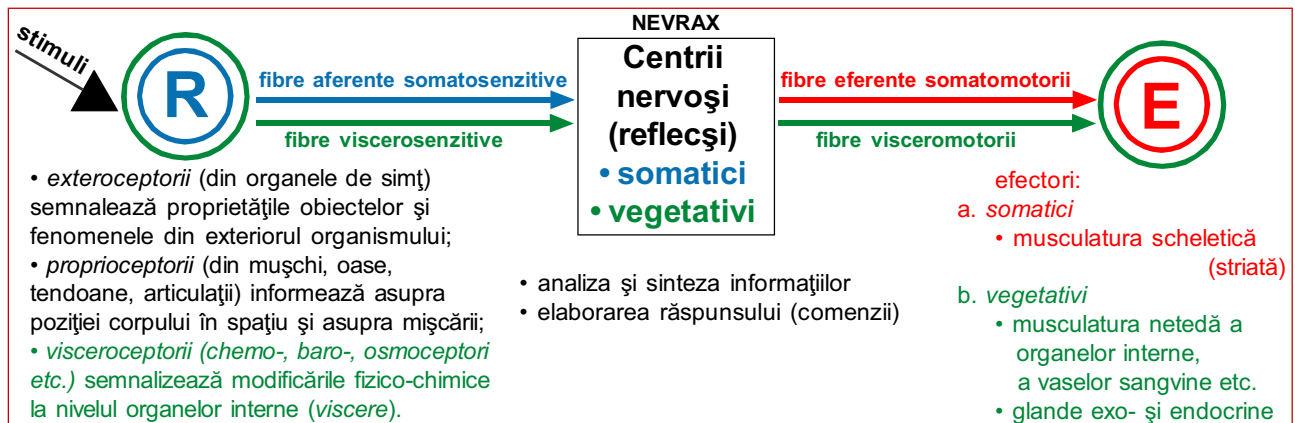 stimuli
R
fibre aferente somatosenzitive
fibre viscerosenzitive
NEVRAX
Centrii
nervoşi
(reflecşi)
• somatici
• vegetativi
fibre eferente somatomotorii
fibre visceromotorii
E
• exteroceptorii (din organele de simţ)
semnalează proprietăţile obiectelor şi
fenomenele din exteriorul organismului;
• proprioceptorii (din muşchi, oase,
tendoane, articulaţii) informează asupra
poziţiei corpului în spaţiu şi asupra mişcării;
• visceroceptorii (chemo-, baro-, osmoceptori
etc.) semnalizează modificările fizico-chimice
la nivelul organelor interne (viscere).
• analiza şi sinteza informaţiilor
• elaborarea răspunsului (comenzii)
efectori:
a. somatici
• musculatura scheletică
(striată)
b. vegetativi
• musculatura netedă a
organelor interne,
a vaselor sangvine etc.
• glande exo- şi endocrine